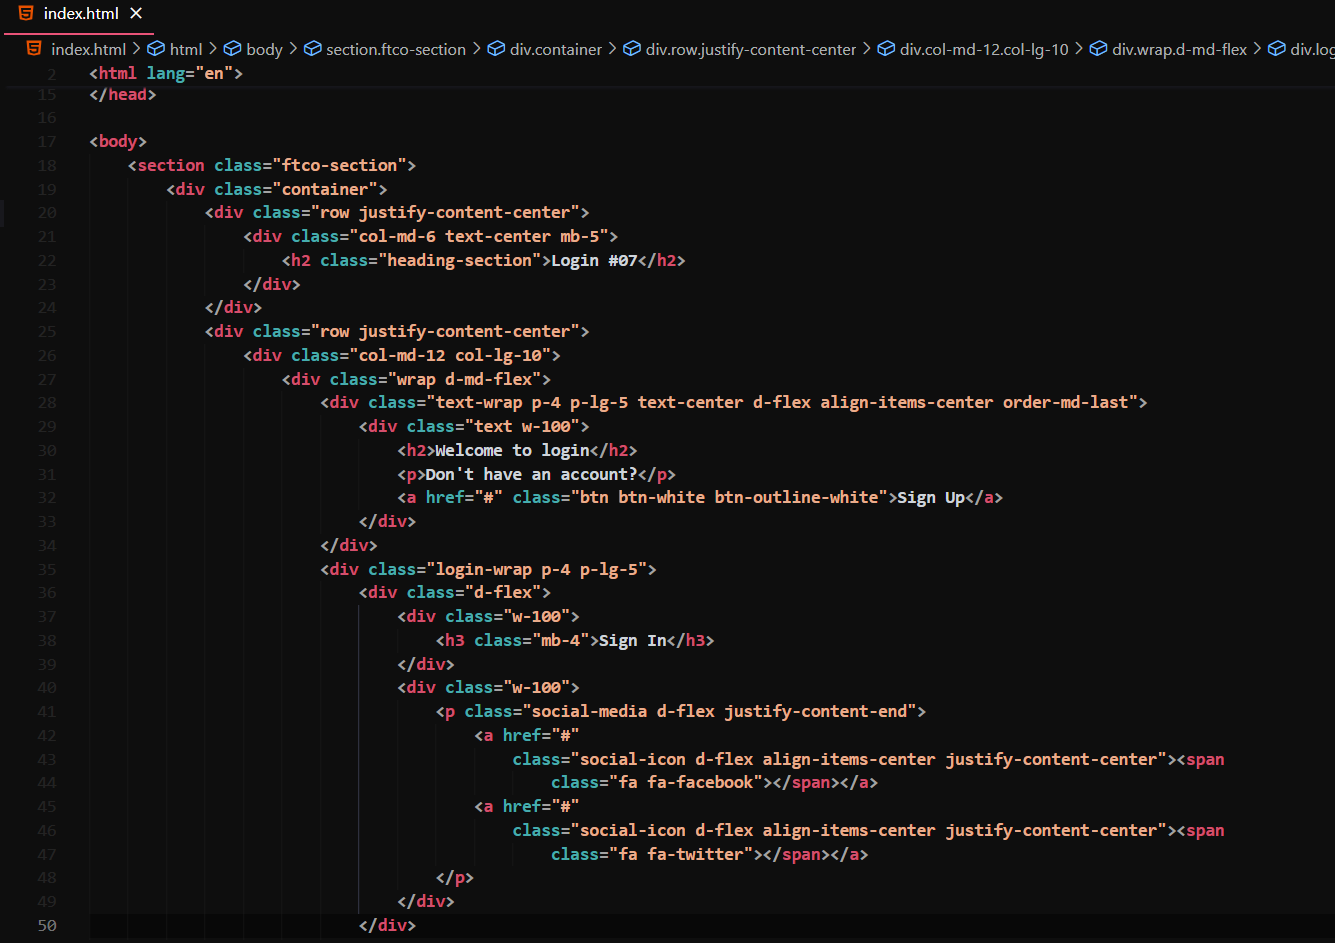 index.html
index.html > html > body > section.ftco-section > div.container > div.row.justify-content-center > div.col-md-12.col-lg-10 > div.wrap.d-md-flex > div.log
2 <html lang="en">
15 </head>
16
17 <body>
18 <section class="ftco-section">
19 <div class="container">
20 <div class="row justify-content-center">
21 <div class="col-md-6 text-center mb-5">
22 <h2 class="heading-section">Login #07</h2>
23 </div>
24 </div>
25 <div class="row justify-content-center">
26 <div class="col-md-12 col-lg-10">
27 <div class="wrap d-md-flex">
28 <div class="text-wrap p-4 p-lg-5 text-center d-flex align-items-center order-md-last">
29 <div class="text w-100">
30 <h2>Welcome to login</h2>
31 <p>Don't have an account?</p>
32 <a href="#" class="btn btn-white btn-outline-white">Sign Up</a>
33 </div>
34 </div>
35 <div class="login-wrap p-4 p-lg-5">
36 <div class="d-flex">
37 <div class="w-100">
38 <h3 class="mb-4">Sign In</h3>
39 </div>
40 <div class="w-100">
41 <p class="social-media d-flex justify-content-end">
42 <a href="#"
43 class="social-icon d-flex align-items-center justify-content-center"><span
44 class="fa fa-facebook"></span></a>
45 <a href="#"
46 class="social-icon d-flex align-items-center justify-content-center"><span
47 class="fa fa-twitter"></span></a>
48 </p>
49 </div>
50 </div>